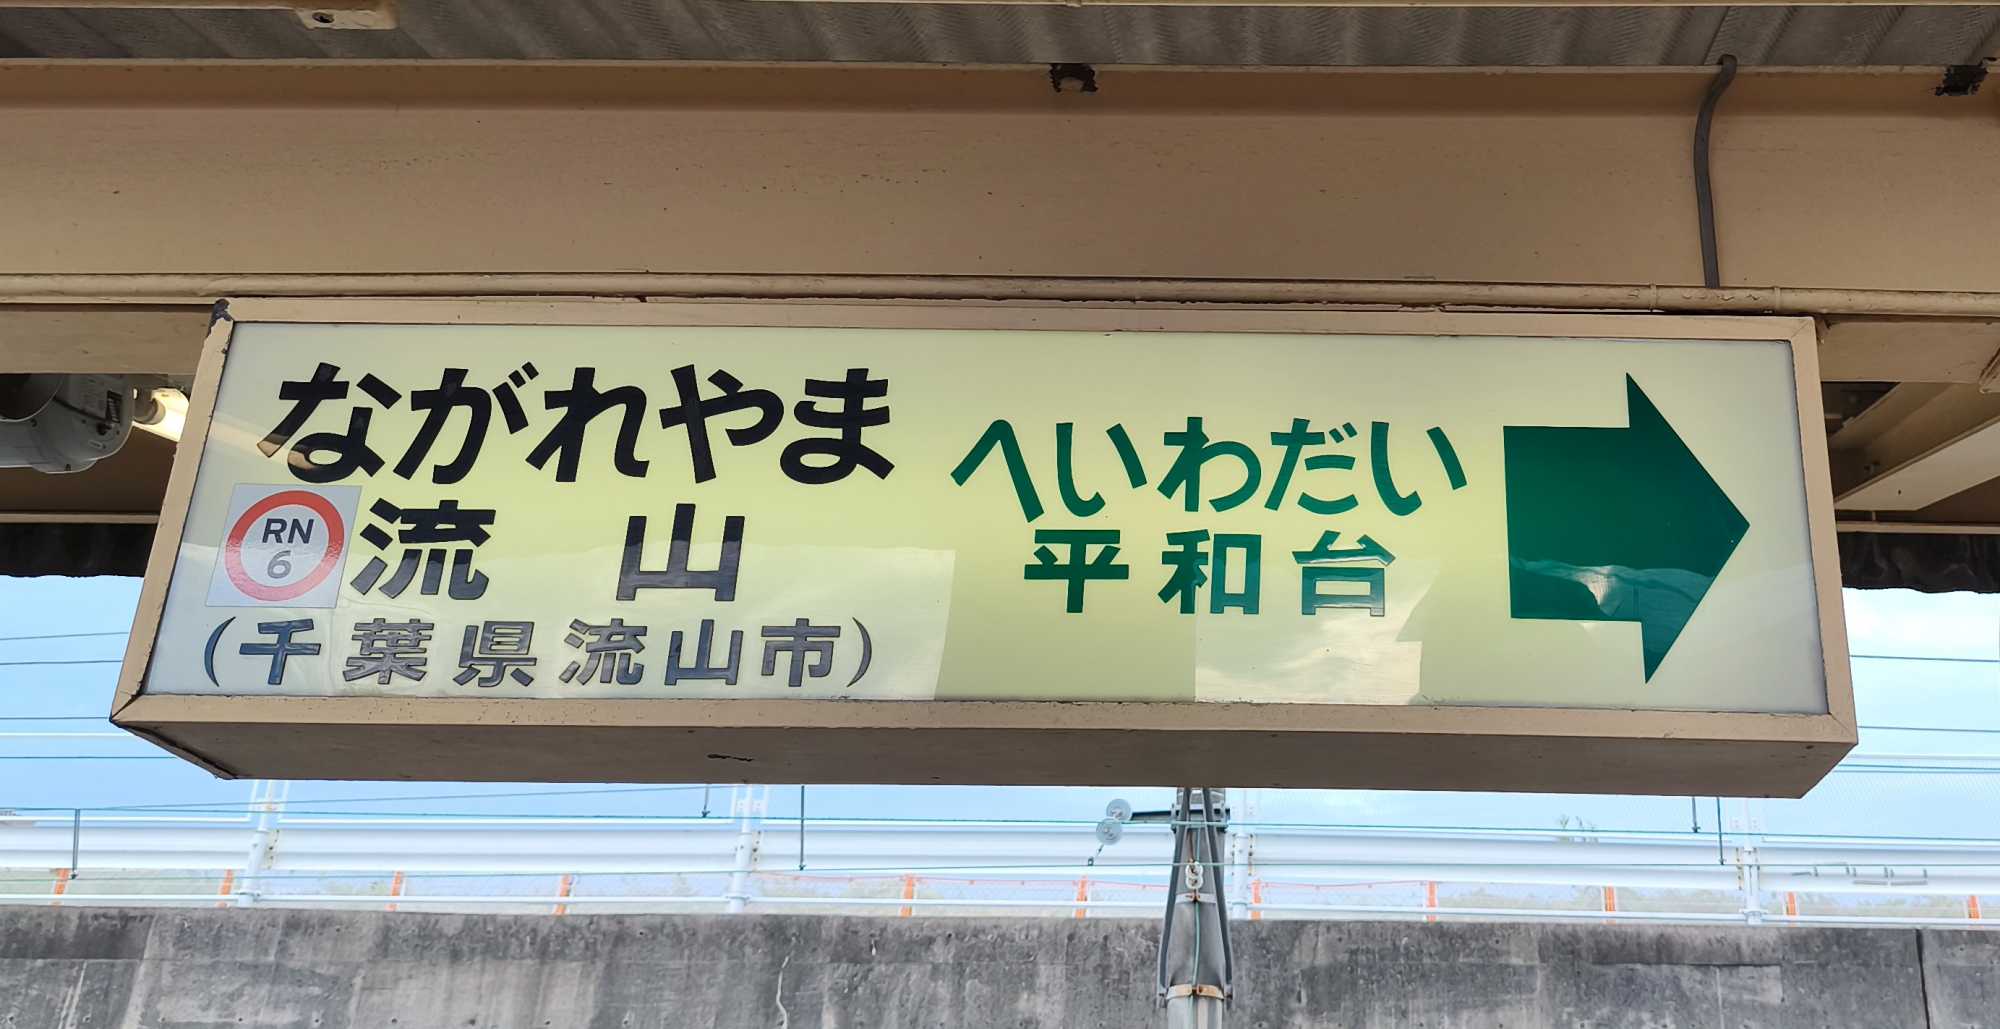 ながれやま
RN
6
流山
(千葉県流山市)
へいわだい
平和台